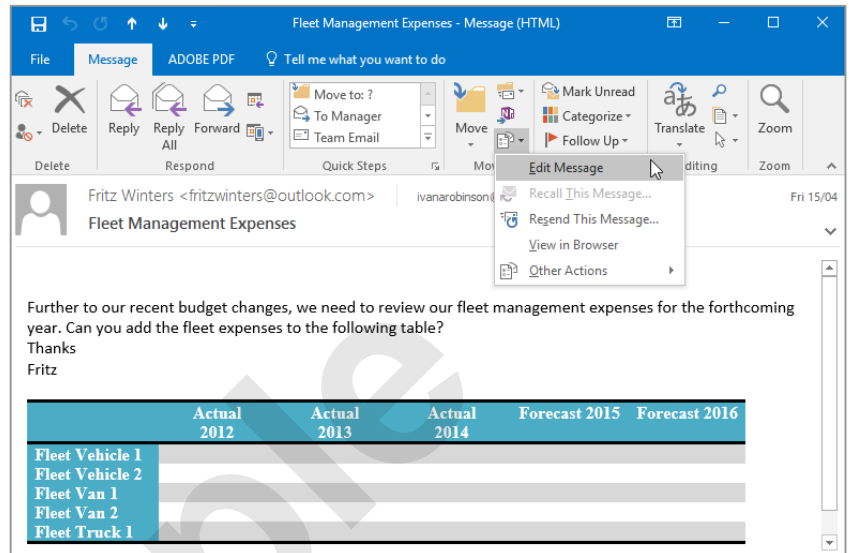 Fleet Management Expenses - Message (HTML)
File Message ADOBE PDF Tell me what you want to do
Delete
Reply
Reply All
Forward
Move to: ?
To Manager
Team Email
Move
Mark Unread
Categorize
Follow Up
Translate
Zoom
Delete Respond Quick Steps Mov diting Zoom
Edit Message
Recall This Message...
Resend This Message...
View in Browser
Other Actions
Fritz Winters <fritzwinters@outlook.com> ivanarobinson Fri 15/04
Fleet Management Expenses
Further to our recent budget changes, we need to review our fleet management expenses for the forthcoming
year. Can you add the fleet expenses to the following table?
Thanks
Fritz
Actual 2012 Actual 2013 Actual 2014 Forecast 2015 Forecast 2016
Fleet Vehicle 1
Fleet Vehicle 2
Fleet Van 1
Fleet Van 2
Fleet Truck 1